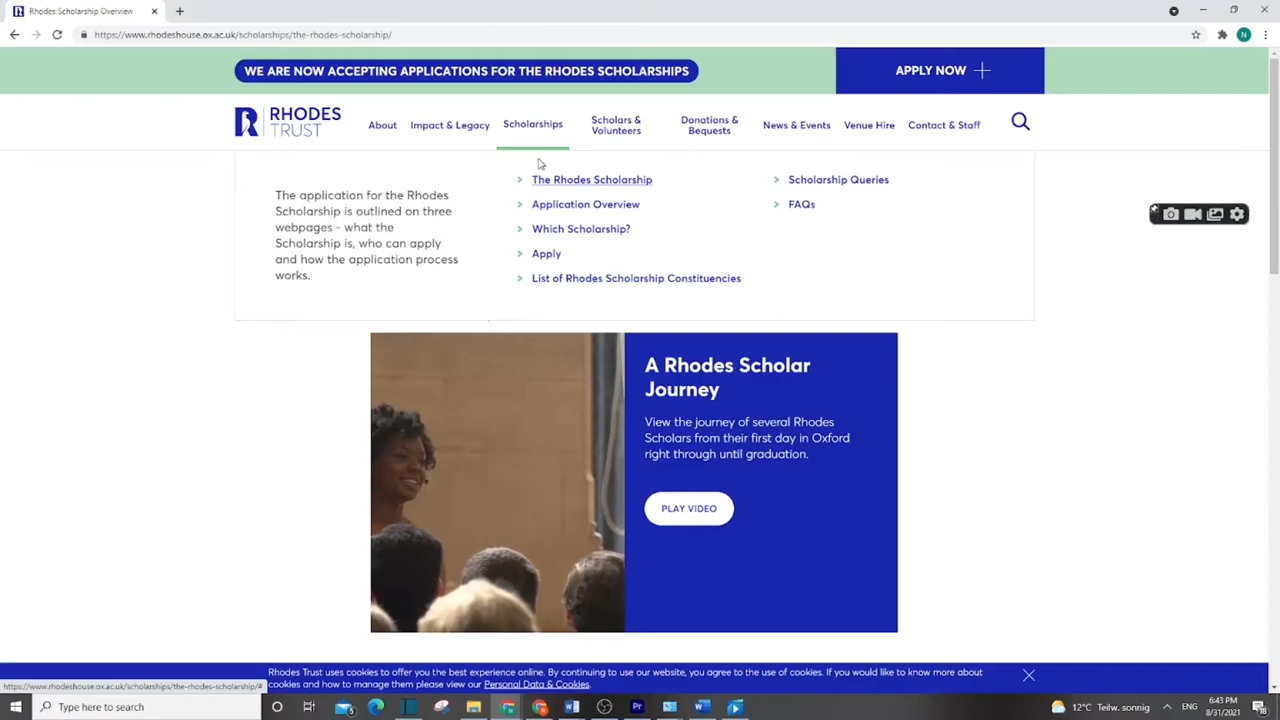 Rhodes Scholarship Overview
https://www.rhodeshouse.ox.ac.uk/scholarships/the-rhodes-scholarship/
N
WE ARE NOW ACCEPTING APPLICATIONS FOR THE RHODES SCHOLARSHIPS
APPLY NOW
RHODES
TRUST
About
Impact & Legacy
Scholarships
Scholars &
Volunteers
Donations &
Bequests
News & Events
Venue Hire
Contact & Staff
The application for the Rhodes
Scholarship is outlined on three
webpages - what the
Scholarship is, who can apply
and how the application process
works.
The Rhodes Scholarship
Application Overview
Which Scholarship?
Apply
List of Rhodes Scholarship Constituencies
Scholarship Queries
FAQs
A Rhodes Scholar
Journey
View the journey of several Rhodes
Scholars from their first day in Oxford
right through until graduation.
PLAY VIDEO
Rhodes Trust uses cookies to offer you the best experience online. By continuing to use our website, you agree to the use of cookies. If you would like to know more about
cookies and how to manage them please view our Personal Data & Cookies.
https://www.rhodeshouse.ox.ac.uk/scholarships/the-rhodes-scholarship/#
Type here to search
12°C Teilw. sonnig
6:43 PM
8/31/2021